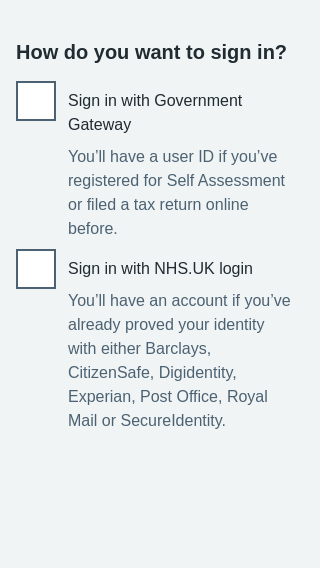 How do you want to sign in?
Sign in with Government
Gateway
You’ll have a user ID if you’ve
registered for Self Assessment
or filed a tax return online
before.
Sign in with NHS.UK login
You’ll have an account if you’ve
already proved your identity
with either Barclays,
CitizenSafe, Digidentity,
Experian, Post Office, Royal
Mail or SecureIdentity.